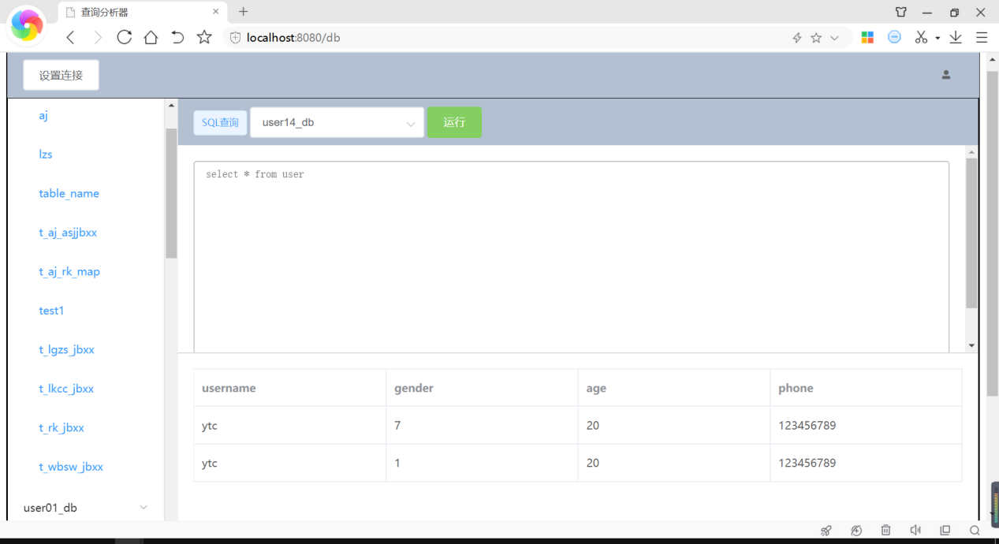 查询分析器
localhost:8080/db
设置连接
aj
lzs
table_name
t_aj_asjjbxx
t_aj_rk_map
test1
t_lgzs_jbxx
t_lkcc_jbxx
t_rk_jbxx
t_wbsw_jbxx
user01_db
SQL查询 user14_db 运行
select * from user
username gender age phone
ytc 7 20 123456789
ytc 1 20 123456789